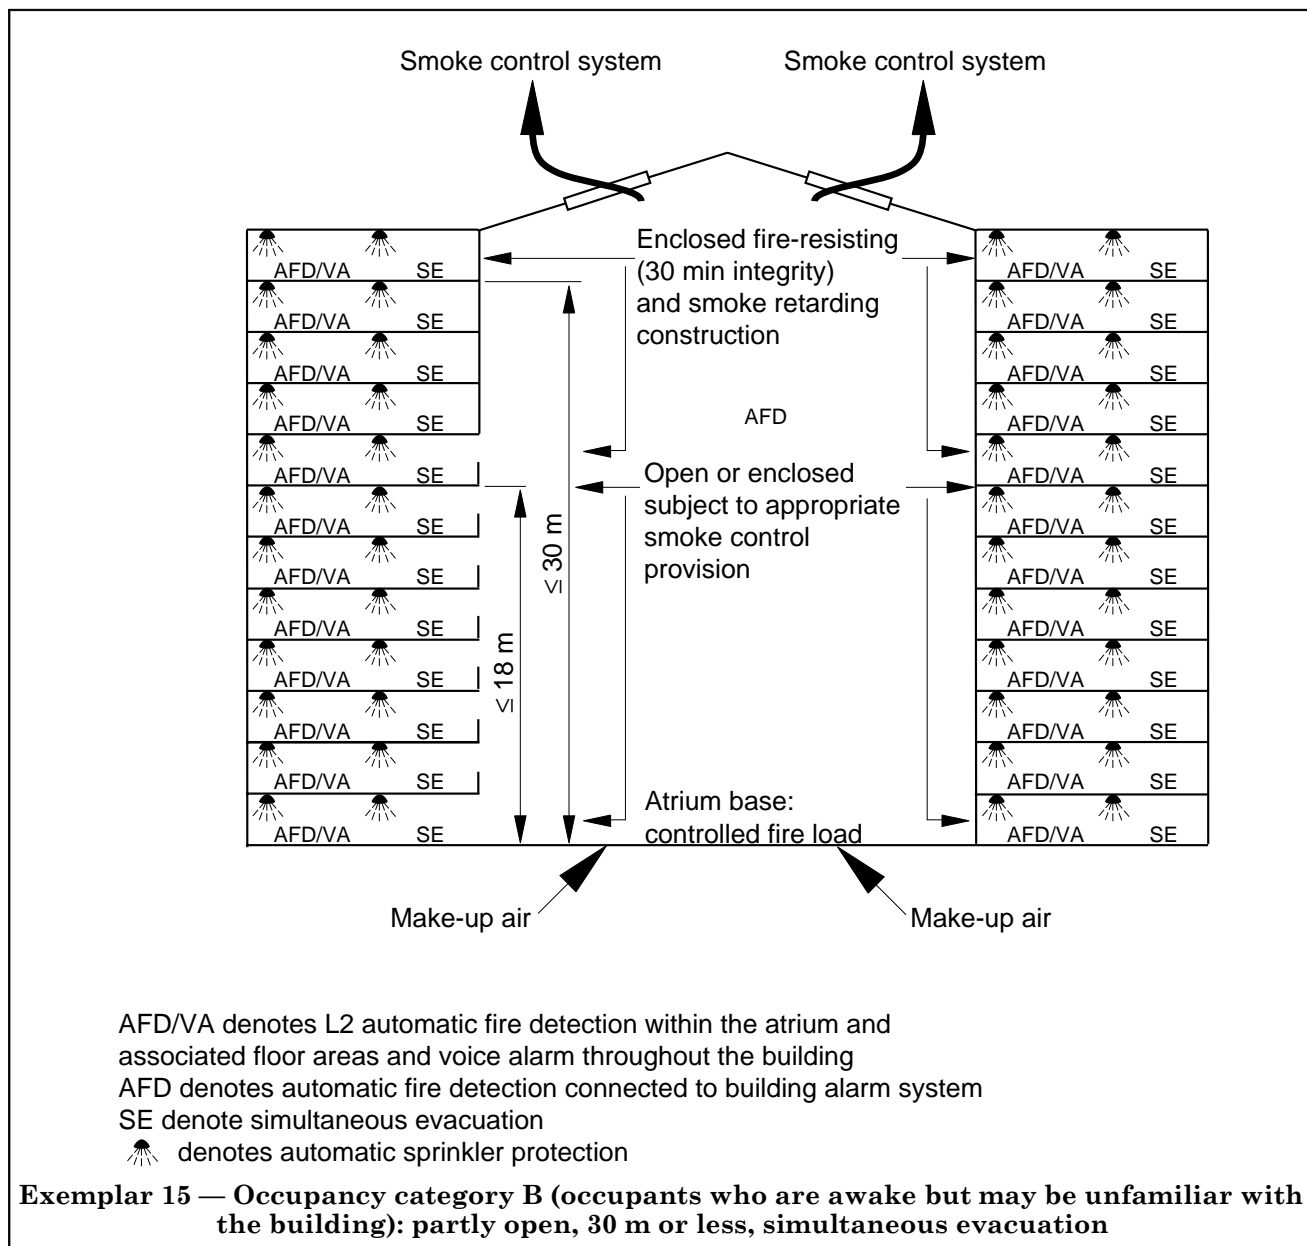 Smoke control system Smoke control system
Enclosed fire-resisting
(30 min integrity)
and smoke retarding
construction
AFD/VA SE AFD/VA SE
AFD/VA SE AFD/VA SE
AFD/VA SE AFD/VA SE
AFD/VA SE AFD AFD/VA SE
AFD/VA SE AFD/VA SE
Open or enclosed
subject to appropriate
smoke control
provision
≤ 30 m
≤ 18 m
AFD/VA SE AFD/VA SE
AFD/VA SE AFD/VA SE
AFD/VA SE AFD/VA SE
AFD/VA SE AFD/VA SE
AFD/VA SE AFD/VA SE
AFD/VA SE AFD/VA SE
AFD/VA SE AFD/VA SE
Atrium base:
controlled fire load
Make-up air Make-up air
AFD/VA denotes L2 automatic fire detection within the atrium and
associated floor areas and voice alarm throughout the building
AFD denotes automatic fire detection connected to building alarm system
SE denote simultaneous evacuation
denotes automatic sprinkler protection
Exemplar 15 — Occupancy category B (occupants who are awake but may be unfamiliar with
the building): partly open, 30 m or less, simultaneous evacuation